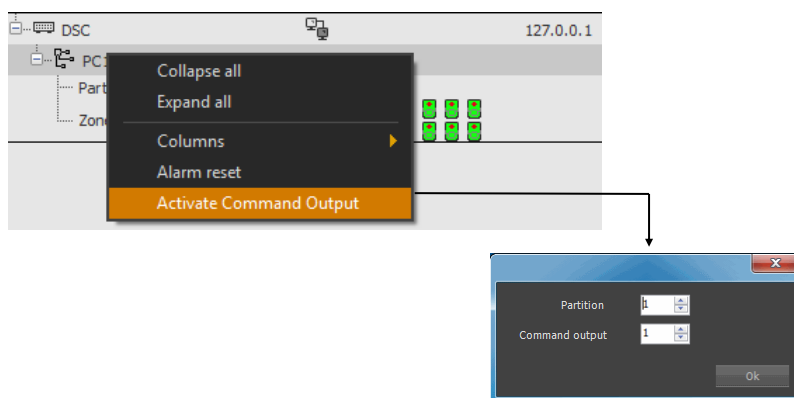 DSC 127.0.0.1
Collapse all
Expand all
Columns
Alarm reset
Activate Command Output
x
Partition 1
Command output 1
Ok